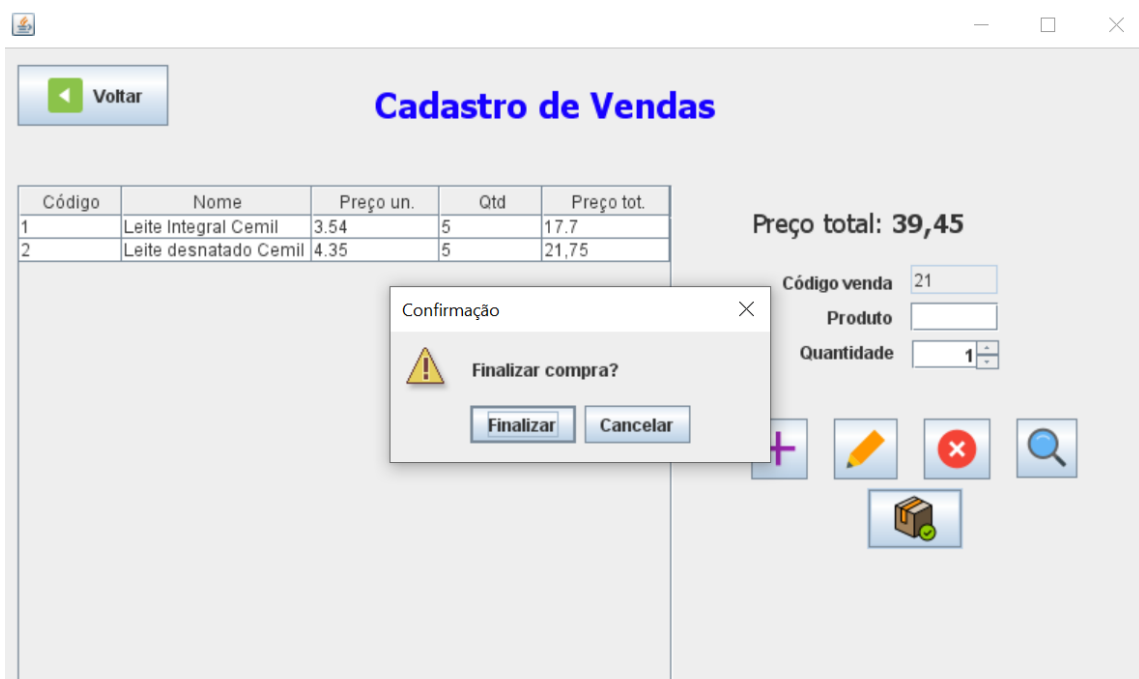 Voltar
Cadastro de Vendas
Código Nome Preço un. Qtd Preço tot.
1 Leite Integral Cemil 3.54 5 17.7
2 Leite desnatado Cemil 4.35 5 21,75
Preço total: 39,45
Código venda 21
Produto
Quantidade 1
Confirmação
Finalizar compra?
Finalizar Cancelar